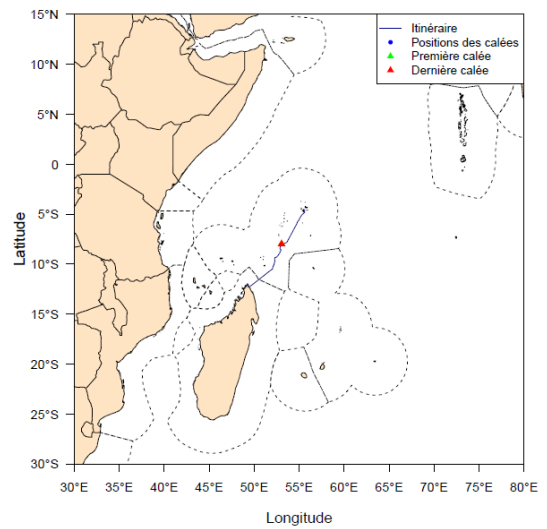 Itinéraire
Positions des calées
Première calée
Dernière calée
15°N
10°N
5°N
0
5°S
10°S
15°S
20°S
25°S
30°S
Latitude
30°E 35°E 40°E 45°E 50°E 55°E 60°E 65°E 70°E 75°E 80°E
Longitude